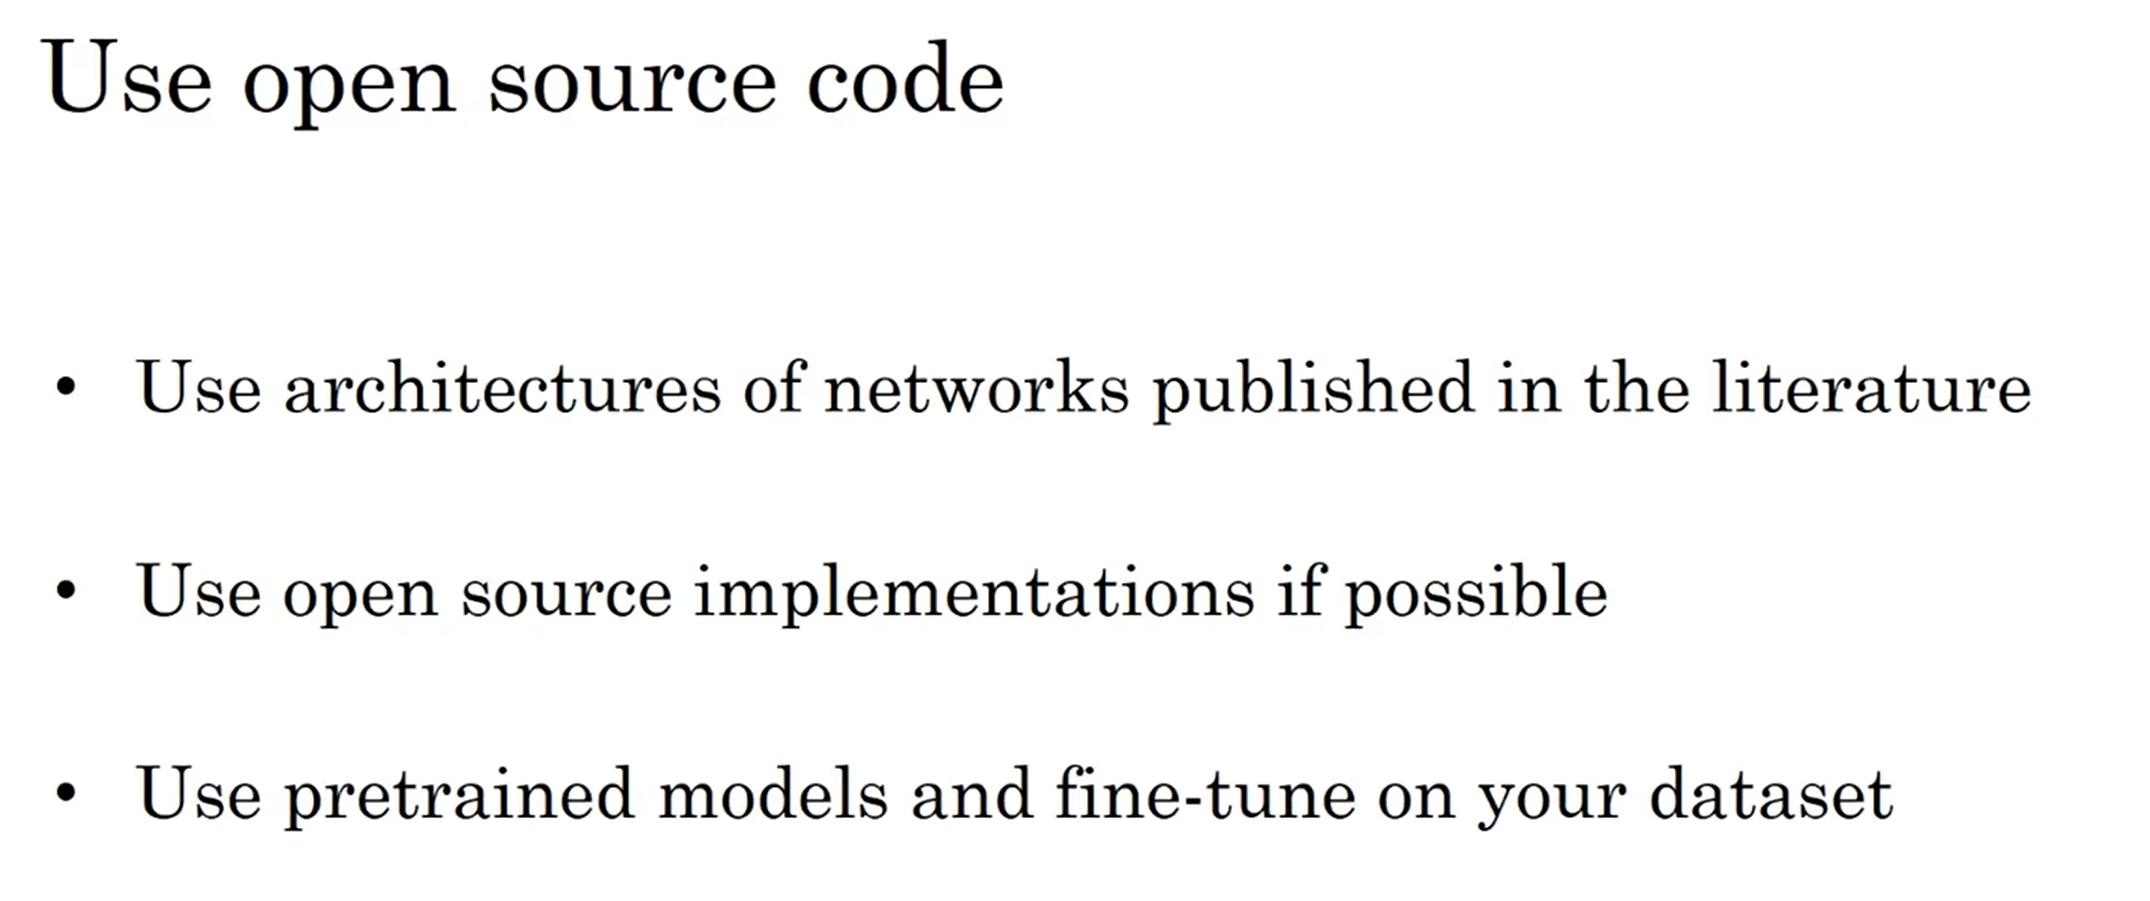 Use open source code
• Use architectures of networks published in the literature
• Use open source implementations if possible
• Use pretrained models and fine-tune on your dataset